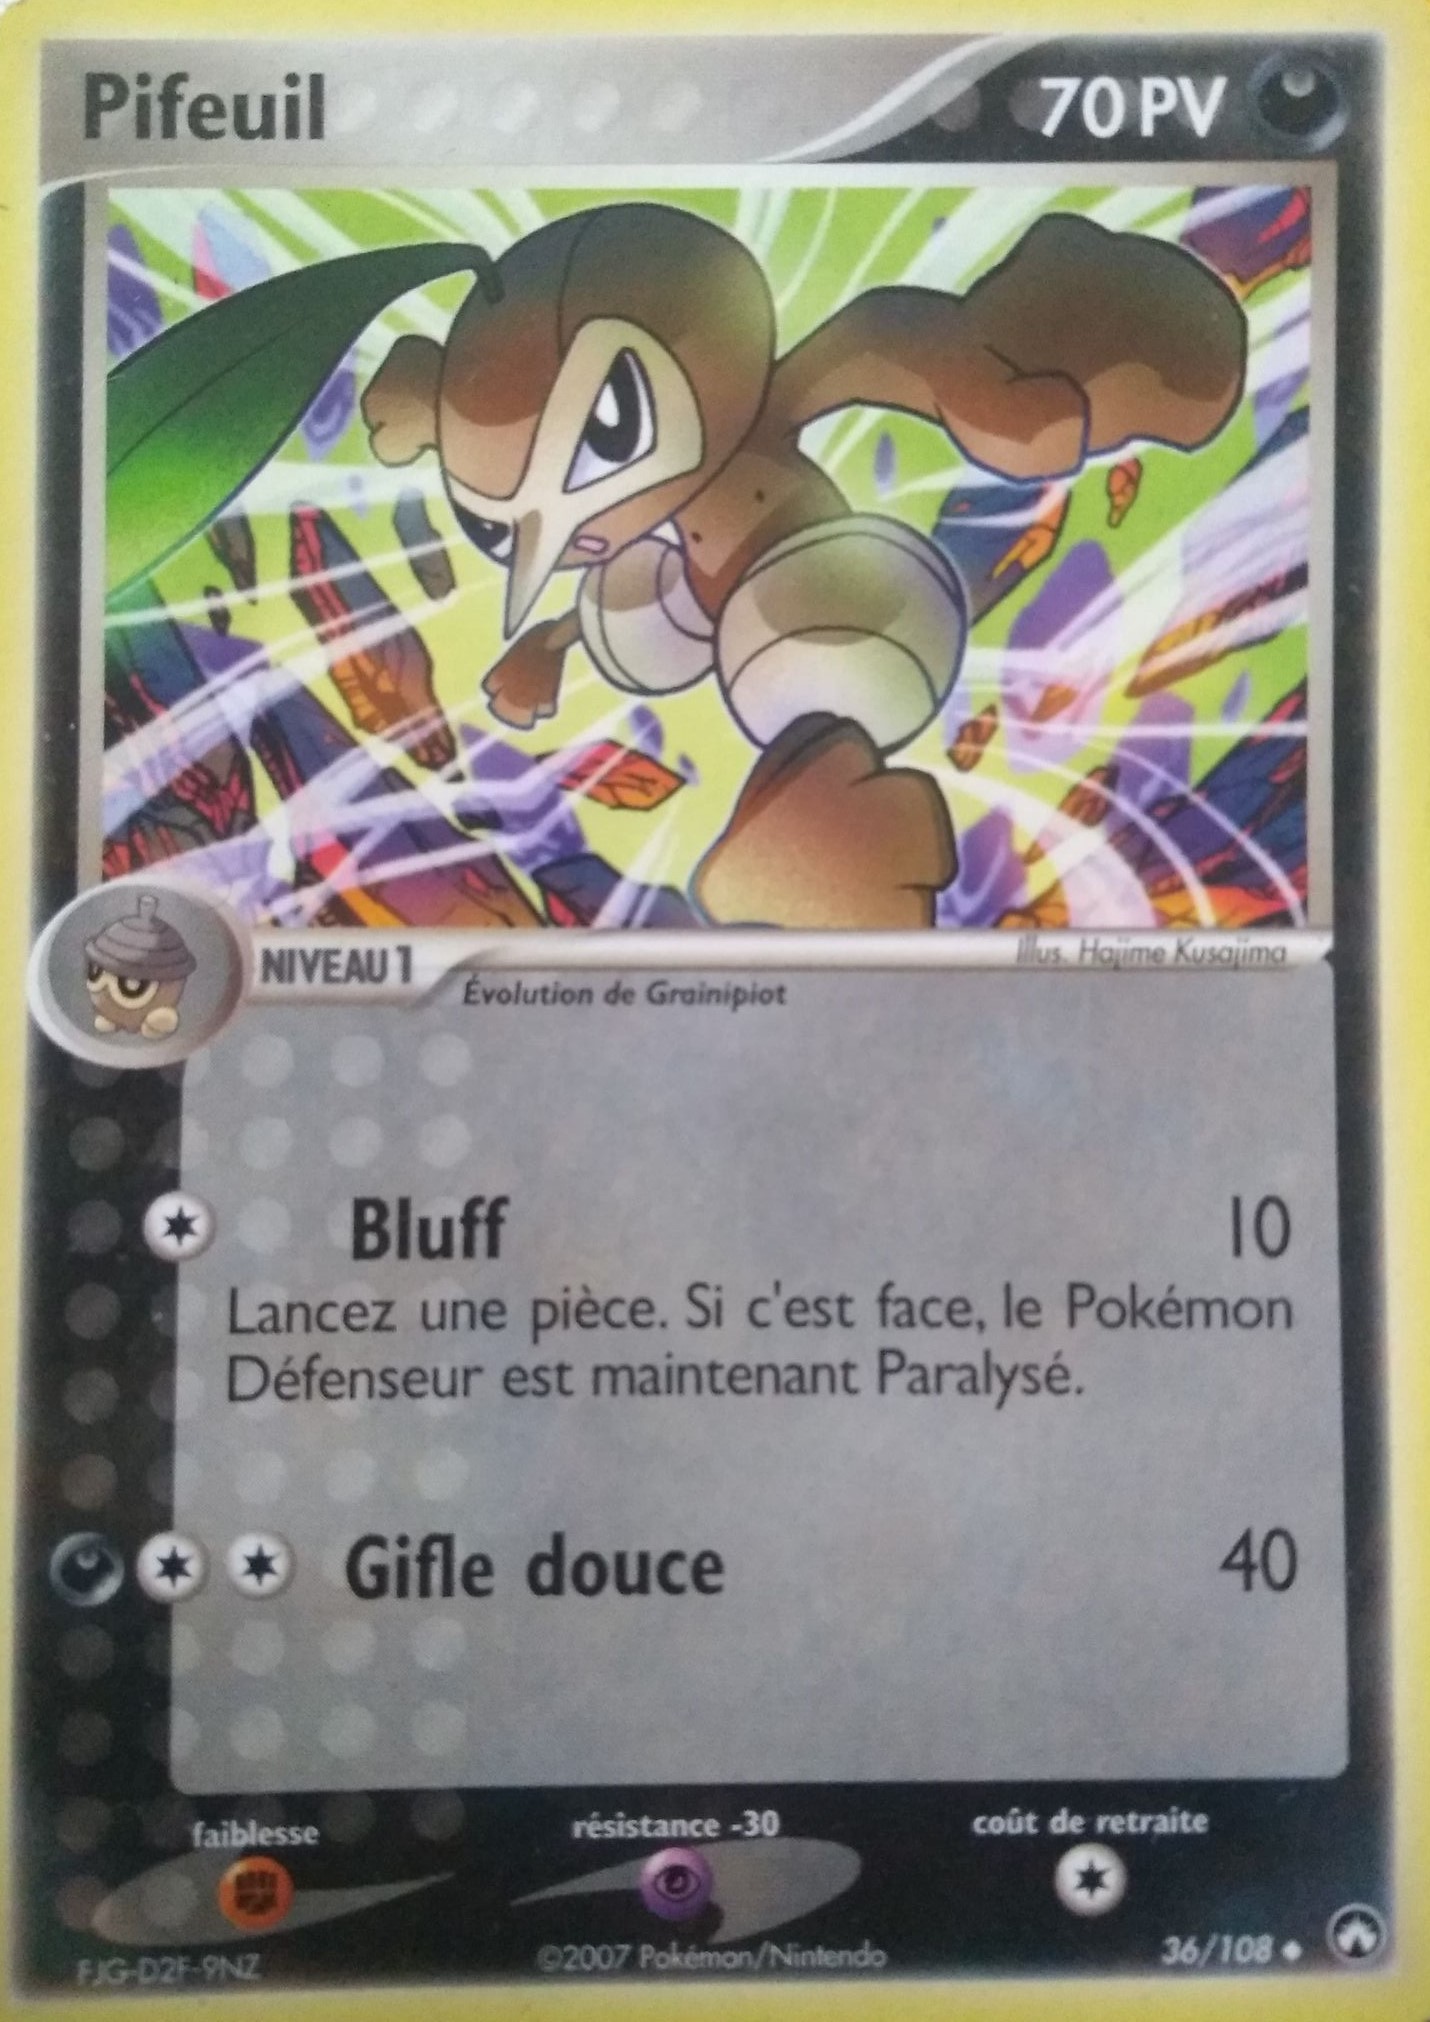 Pifeuil
70 PV
NIVEAU 1
Illus. Hajime Kusajima
Évolution de Grainipiot
Bluff 10
Lancez une pièce. Si c'est face, le Pokémon
Défenseur est maintenant Paralysé.
Gifle douce 40
faiblesse
résistance -30
coût de retraite
FJG-D2F-9NZ
©2007 Pokémon/Nintendo
36/108